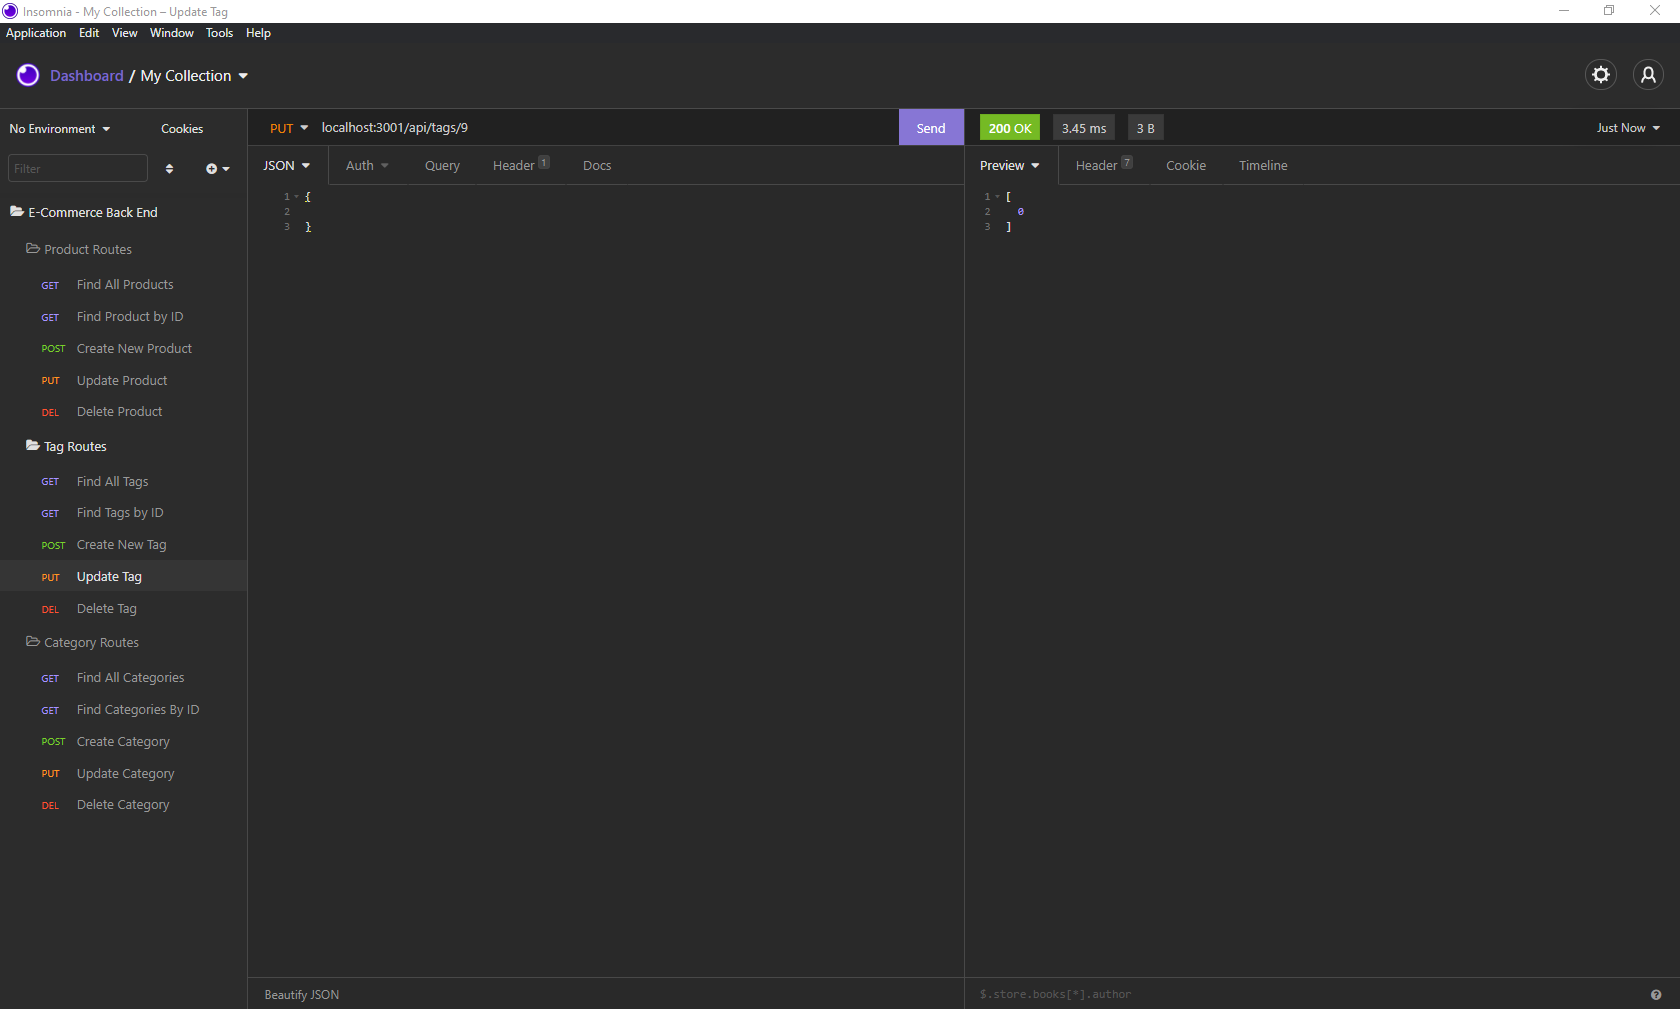 Insomnia - My Collection – Update Tag
Application Edit View Window Tools Help
Dashboard / My Collection
No Environment Cookies
PUT localhost:3001/api/tags/9 Send
200 OK 3.45 ms 3 B Just Now
Filter
JSON Auth Query Header 1 Docs
Preview Header 7 Cookie Timeline
1 {
2
3 }
1 [
2 0
3 ]
E-Commerce Back End
Product Routes
GET Find All Products
GET Find Product by ID
POST Create New Product
PUT Update Product
DEL Delete Product
Tag Routes
GET Find All Tags
GET Find Tags by ID
POST Create New Tag
PUT Update Tag
DEL Delete Tag
Category Routes
GET Find All Categories
GET Find Categories By ID
POST Create Category
PUT Update Category
DEL Delete Category
Beautify JSON
$.store.books[*].author